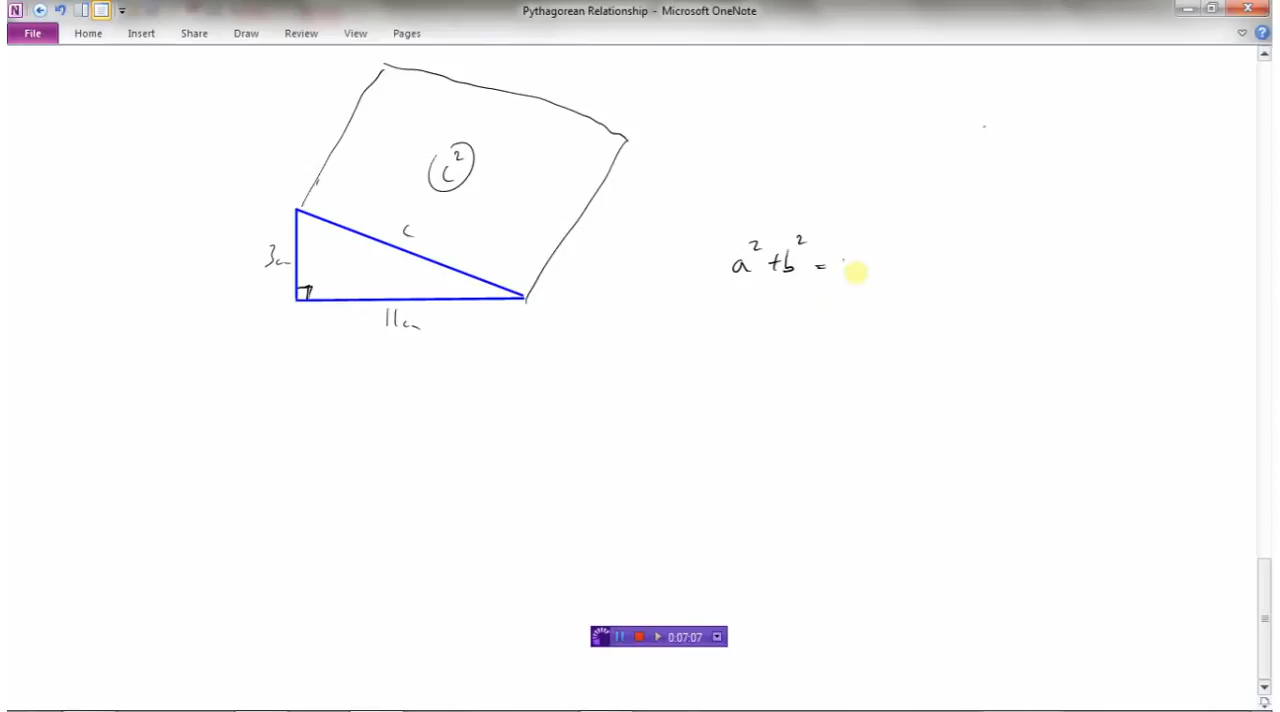 Pythagorean Relationship - Microsoft OneNote
File Home Insert Share Draw Review View Pages
c²
c
3cm
a² + b² =
11cm
0:07:07